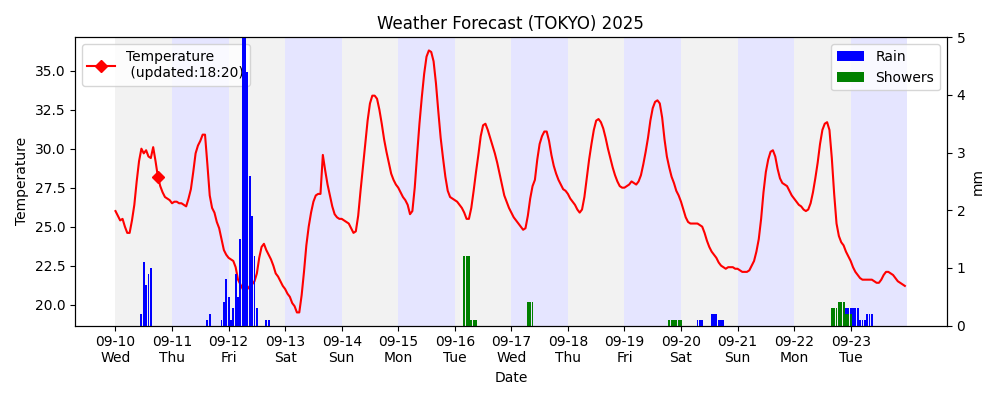 Weather Forecast (TOKYO) 2025
Temperature
(updated:18:20)
Rain
Showers
Temperature
35.0
32.5
30.0
27.5
25.0
22.5
20.0
5
4
3
2
1
0
mm
09-10 09-11 09-12 09-13 09-14 09-15 09-16 09-17 09-18 09-19 09-20 09-21 09-22 09-23
Wed Thu Fri Sat Sun Mon Tue Wed Thu Fri Sat Sun Mon Tue
Date